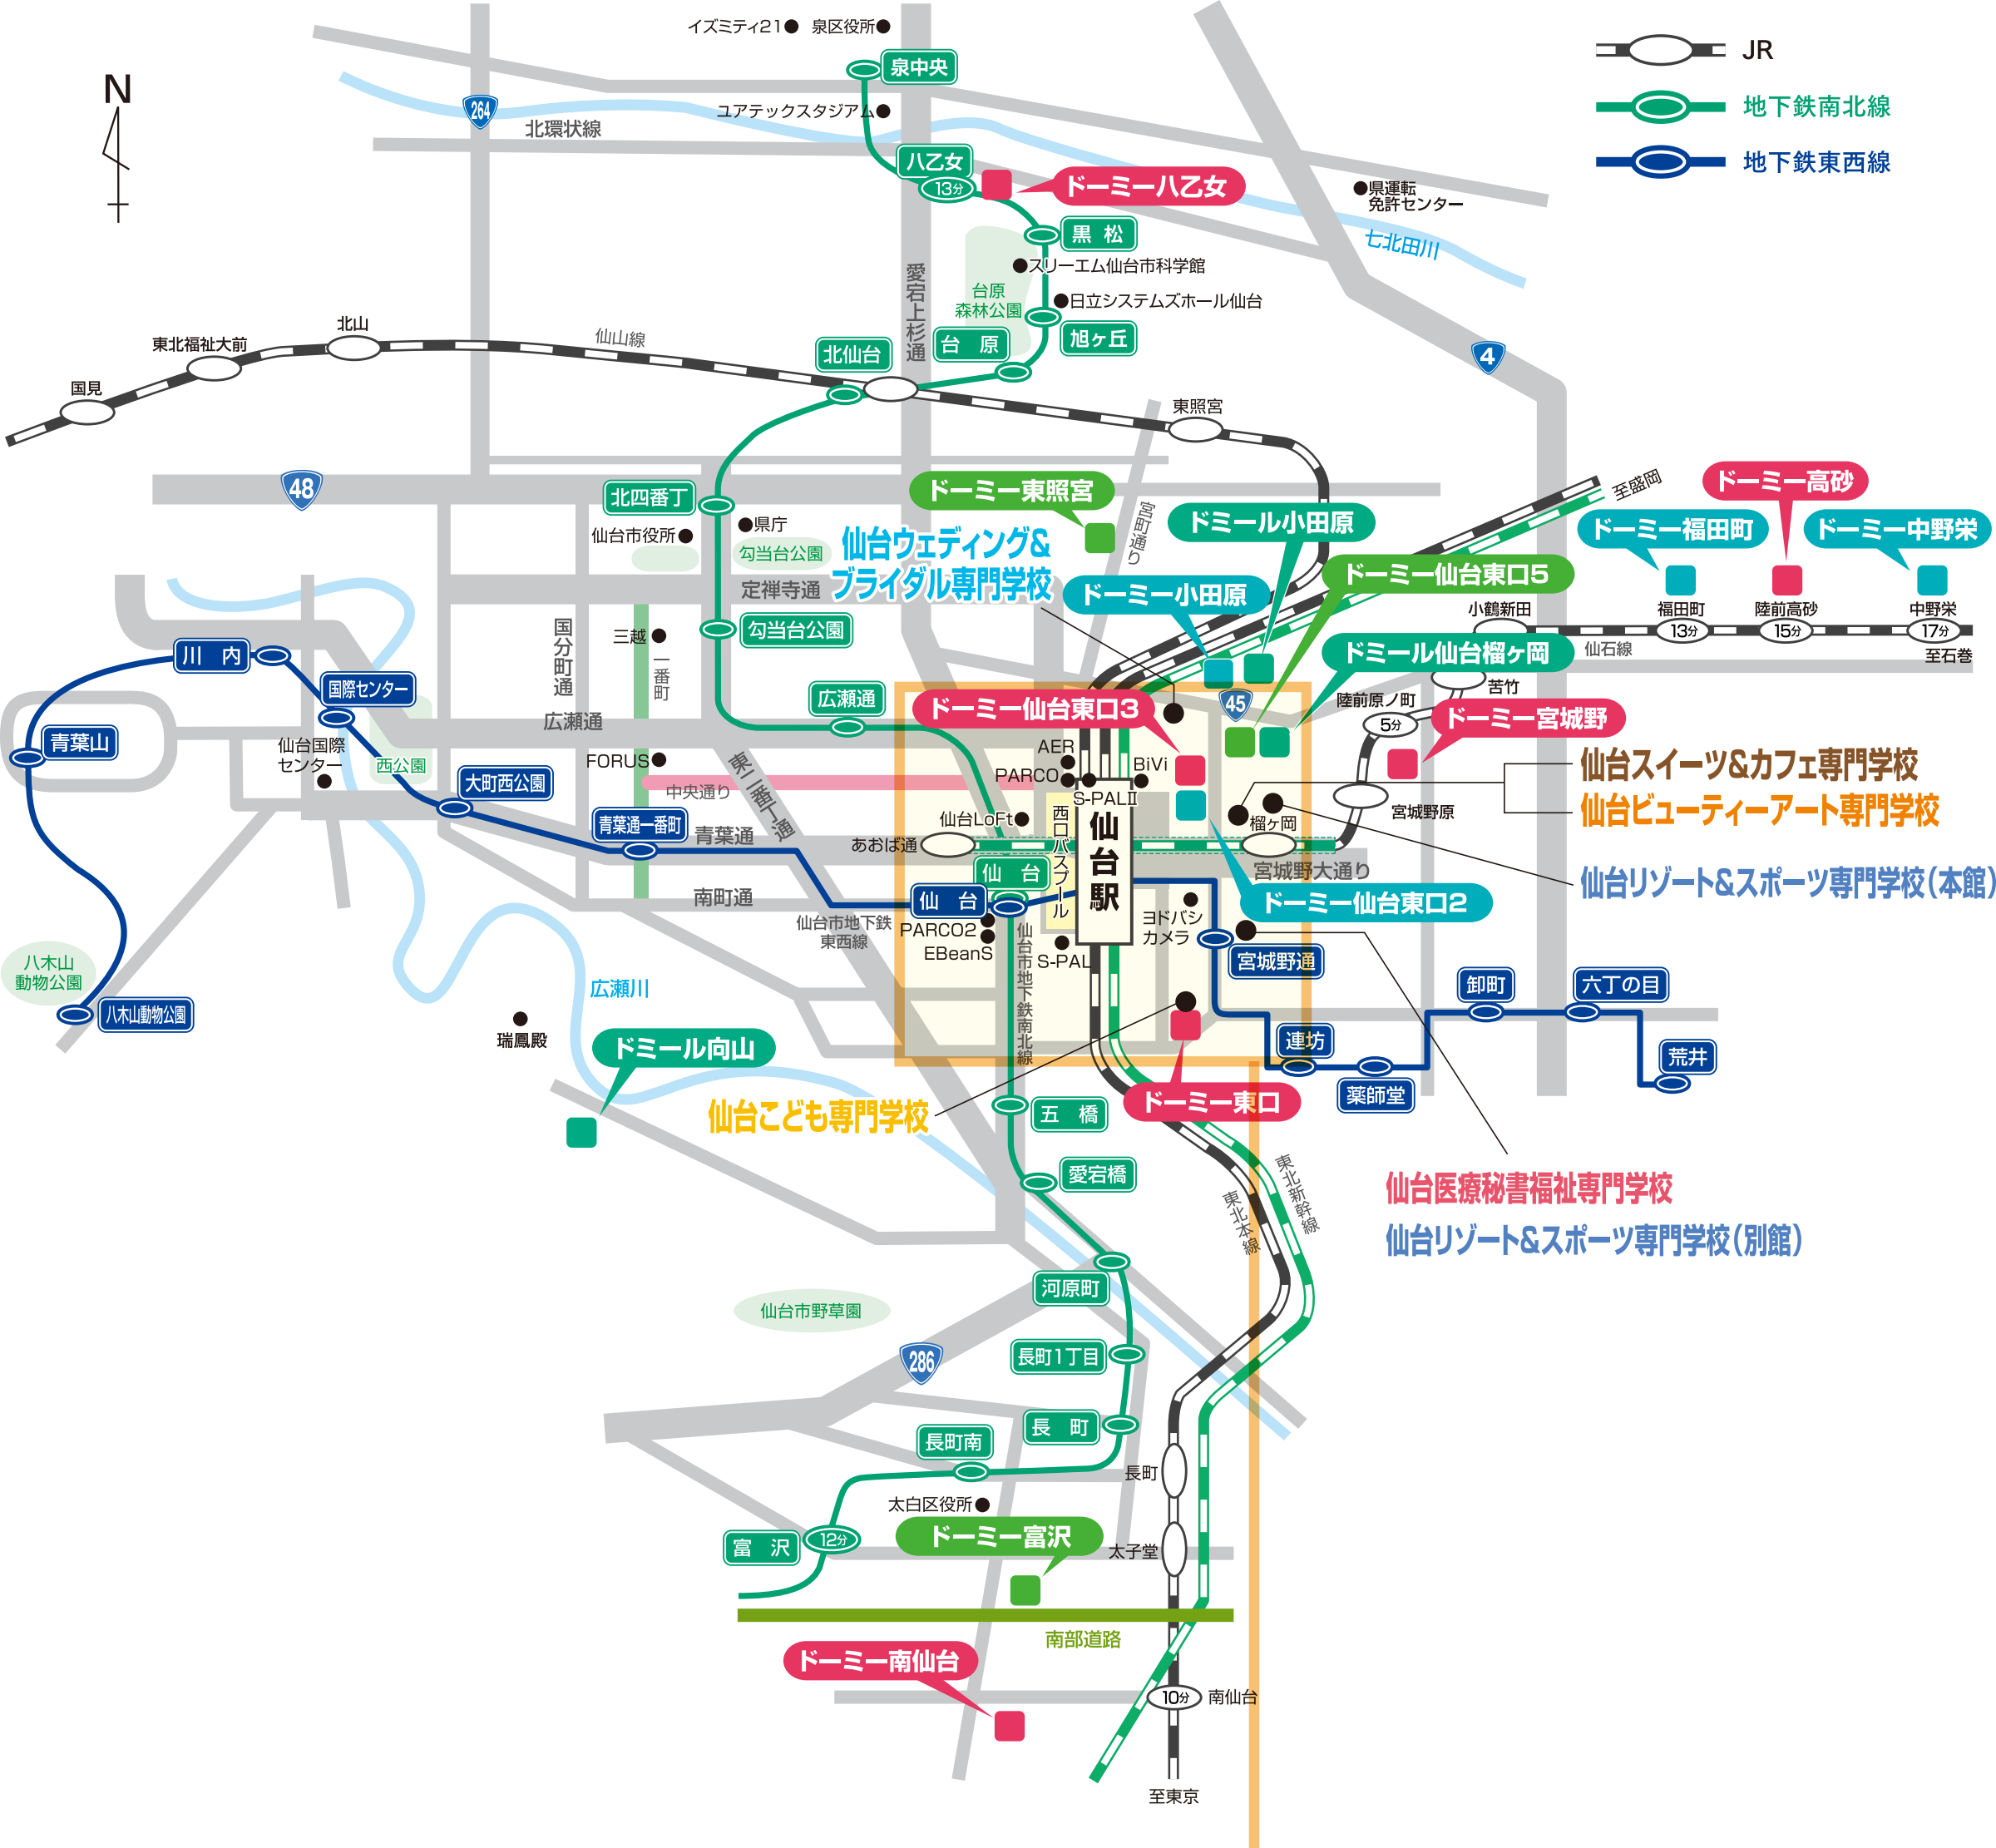 イズミティ21
泉区役所
泉中央
JR
地下鉄南北線
地下鉄東西線
N
264
北環状線
ユアテックスタジアム
八乙女
13分
ドーミー八乙女
県運転
免許センター
七北田川
黒 松
スリーエム仙台市科学館
愛宕上杉通
台原
森林公園
日立システムズホール仙台
旭ヶ丘
台 原
北仙台
仙山線
北山
東北福祉大前
国見
4
東照宮
48
北四番丁
仙台市役所
県庁
勾当台公園
定禅寺通
勾当台公園
ドーミー東照宮
宮町通り
ドミール小田原
至盛岡
ドーミー高砂
ドーミー福田町
ドーミー中野栄
仙台ウェディング&
ブライダル専門学校
ドーミー小田原
ドーミー仙台東口5
ドミール仙台榴ヶ岡
小鶴新田
福田町
13分
陸前高砂
15分
中野栄
17分
仙石線
至石巻
国分町通
三越
一番町
川 内
国際センター
広瀬通
広瀬通
45
ドーミー仙台東口3
苦竹
陸前原ノ町
5分
ドーミー宮城野
青葉山
仙台国際
センター
西公園
大町西公園
FORUS
中央通り
東二番丁通
AER
PARCO
BiVi
S-PALⅡ
仙台スイーツ&カフェ専門学校
仙台ビューティーアート専門学校
宮城野原
榴ヶ岡
青葉通一番町
青葉通
仙台LoFt
あおば通
西口バスプール
仙台駅
宮城野大通り
仙台リゾート&スポーツ専門学校(本館)
仙 台
仙 台
南町通
仙台市地下鉄
東西線
PARCO2
EBeanS
S-PAL
ヨドバシ
カメラ
ドーミー仙台東口2
宮城野通
仙台市地下鉄南北線
卸町
六丁の目
八木山
動物公園
八木山動物公園
広瀬川
瑞鳳殿
ドミール向山
連坊
薬師堂
荒井
仙台こども専門学校
ドーミー東口
五 橋
愛宕橋
東北本線
東北新幹線
仙台医療秘書福祉専門学校
仙台リゾート&スポーツ専門学校(別館)
河原町
仙台市野草園
286
長町1丁目
長 町
長町南
長町
太白区役所
富 沢
12分
ドーミー富沢
太子堂
南部道路
ドーミー南仙台
10分
南仙台
至東京